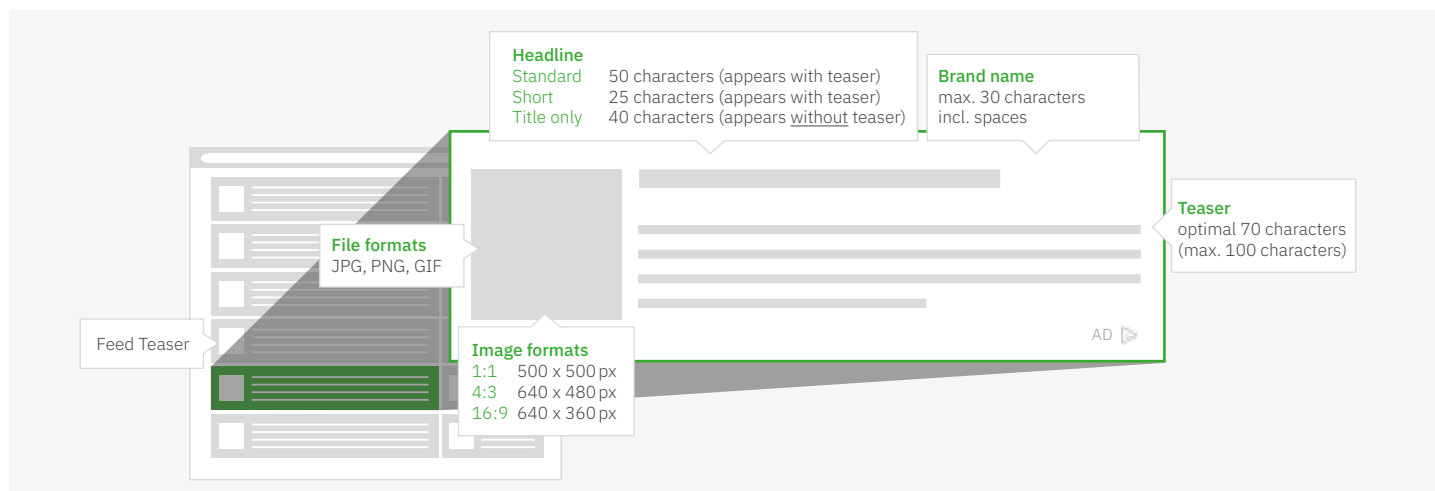 Headline
Standard 50 characters (appears with teaser)
Short 25 characters (appears with teaser)
Title only 40 characters (appears without teaser)
Brand name
max. 30 characters
incl. spaces
Teaser
optimal 70 characters
(max. 100 characters)
File formats
JPG, PNG, GIF
Feed Teaser
AD
Image formats
1:1 500 x 500 px
4:3 640 x 480 px
16:9 640 x 360 px